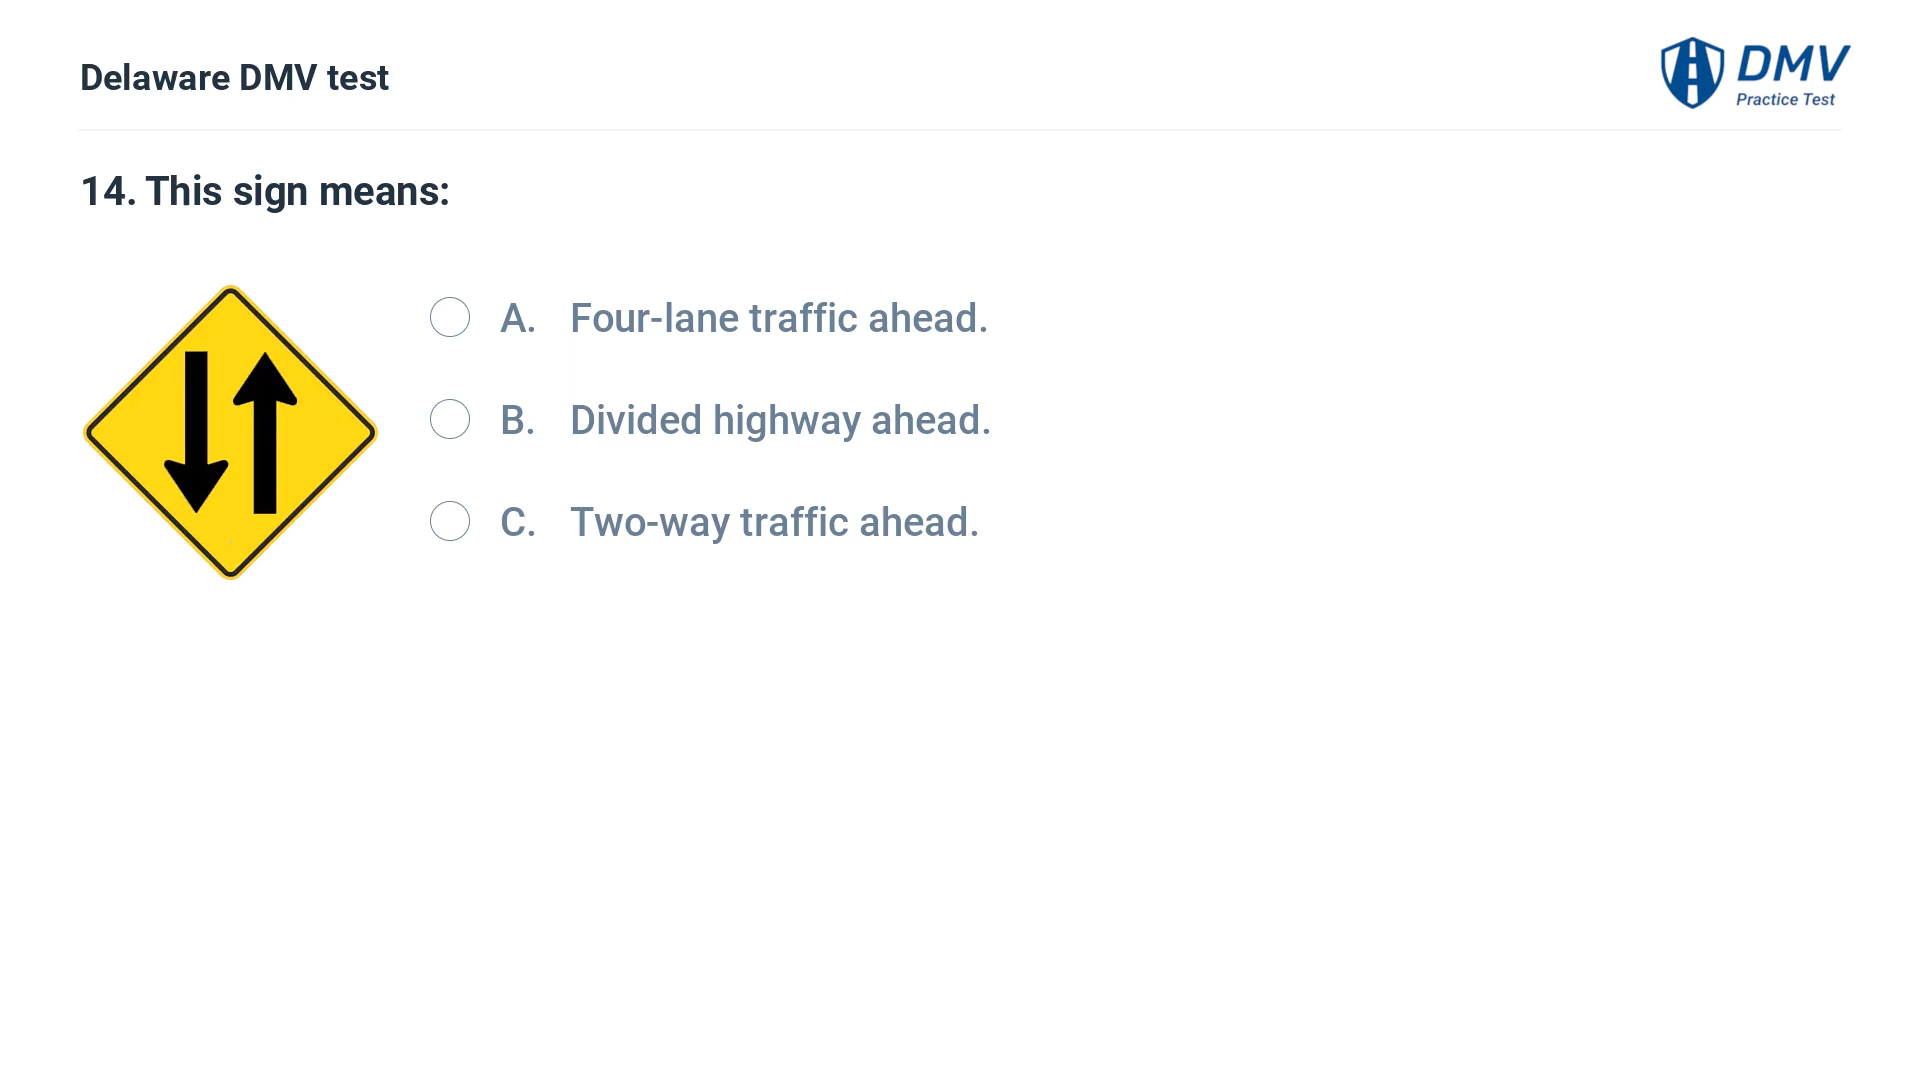 Delaware DMV test
DMV
Practice Test
14. This sign means:
A. Four-lane traffic ahead.
B. Divided highway ahead.
C. Two-way traffic ahead.